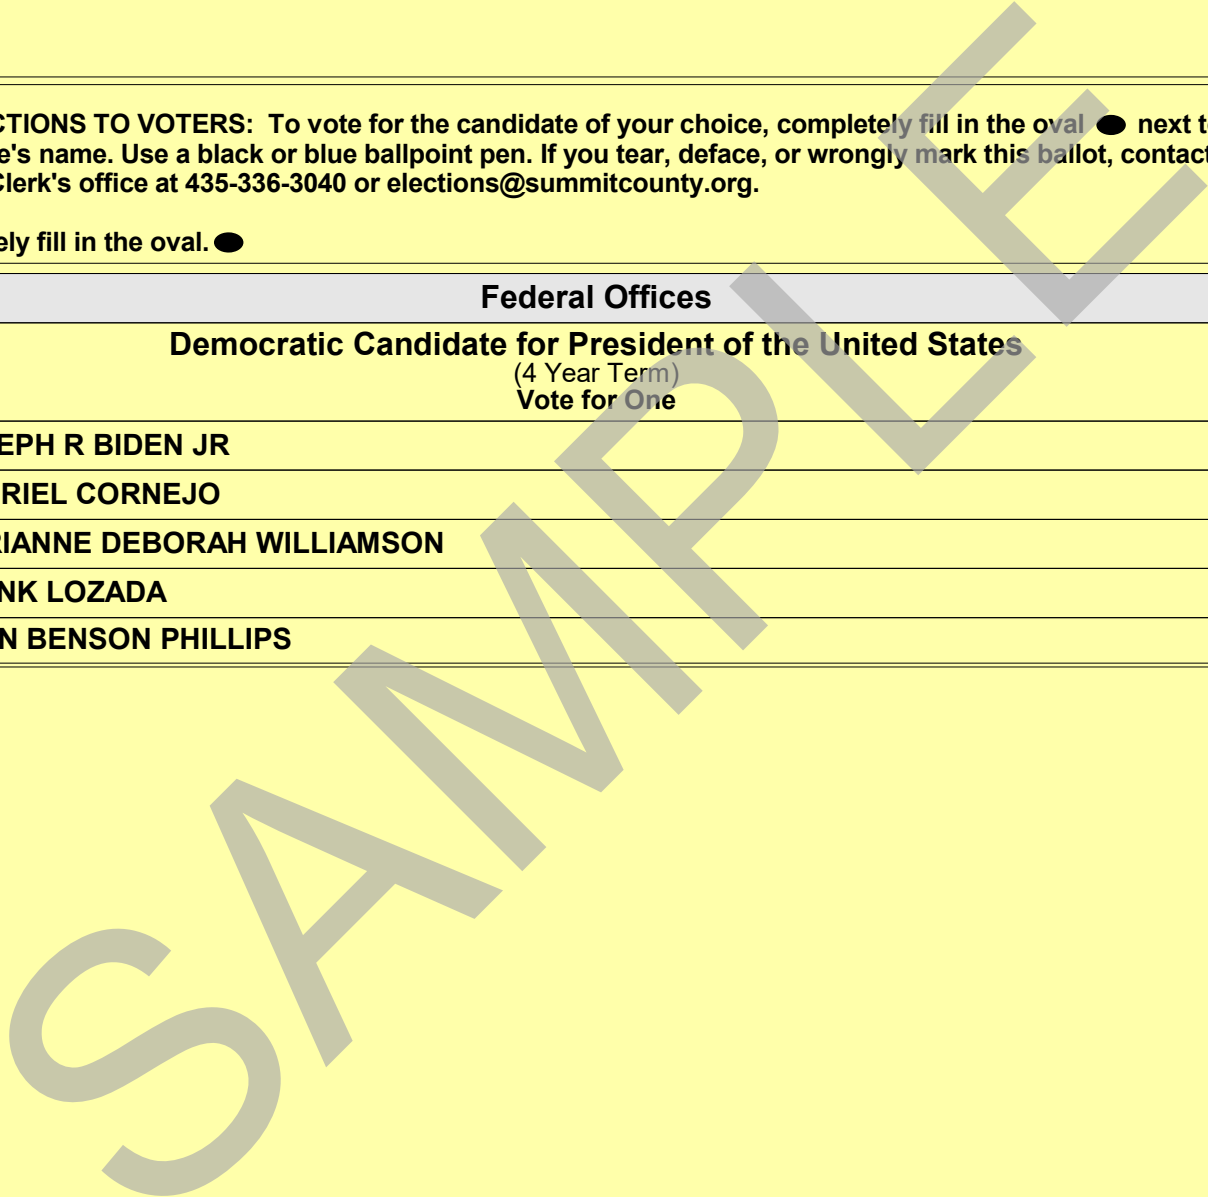 CTIONS TO VOTERS: To vote for the candidate of your choice, completely fill in the oval next t
e's name. Use a black or blue ballpoint pen. If you tear, deface, or wrongly mark this ballot, contact
Clerk's office at 435-336-3040 or elections@summitcounty.org.
ely fill in the oval.
Federal Offices
Democratic Candidate for President of the United States
(4 Year Term)
Vote for One
EPH R BIDEN JR
RIEL CORNEJO
RIANNE DEBORAH WILLIAMSON
NK LOZADA
N BENSON PHILLIPS
SAMPLE